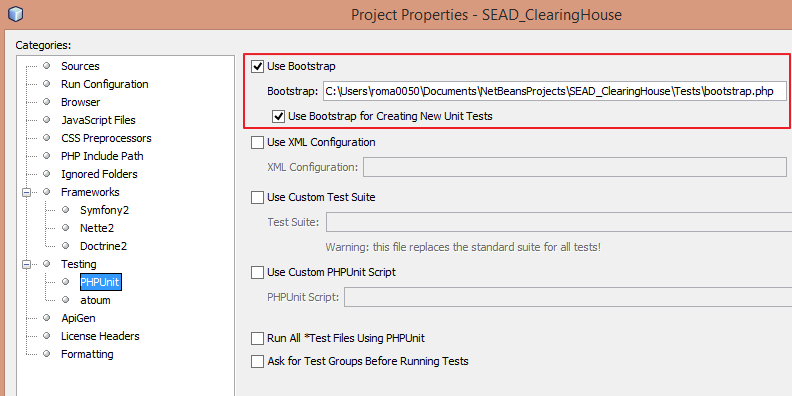 Project Properties - SEAD_ClearingHouse
Categories:
Sources
Run Configuration
Browser
JavaScript Files
CSS Preprocessors
PHP Include Path
Ignored Folders
Frameworks
Symfony2
Nette2
Doctrine2
Testing
PHPUnit
atoum
ApiGen
License Headers
Formatting
Use Bootstrap
Bootstrap: C:\Users\roma0050\Documents\NetBeansProjects\SEAD_ClearingHouse\Tests\bootstrap.php
Use Bootstrap for Creating New Unit Tests
Use XML Configuration
XML Configuration:
Use Custom Test Suite
Test Suite:
Warning: this file replaces the standard suite for all tests!
Use Custom PHPUnit Script
PHPUnit Script:
Run All *Test Files Using PHPUnit
Ask for Test Groups Before Running Tests